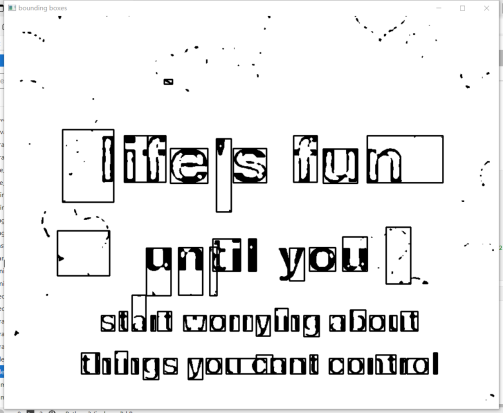 bounding boxes
life's fun
until you
start worrying about
things you cant control